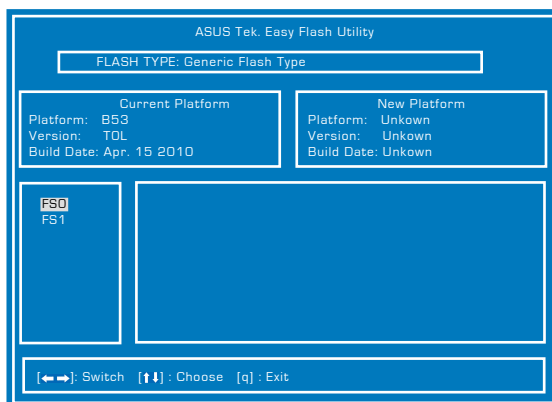 ASUS Tek. Easy Flash Utility
FLASH TYPE: Generic Flash Type
Current Platform
Platform: B53
Version: TOL
Build Date: Apr. 15 2010
New Platform
Platform: Unkown
Version: Unkown
Build Date: Unkown
FS0
FS1
[←→]: Switch [↑↓] : Choose [q] : Exit